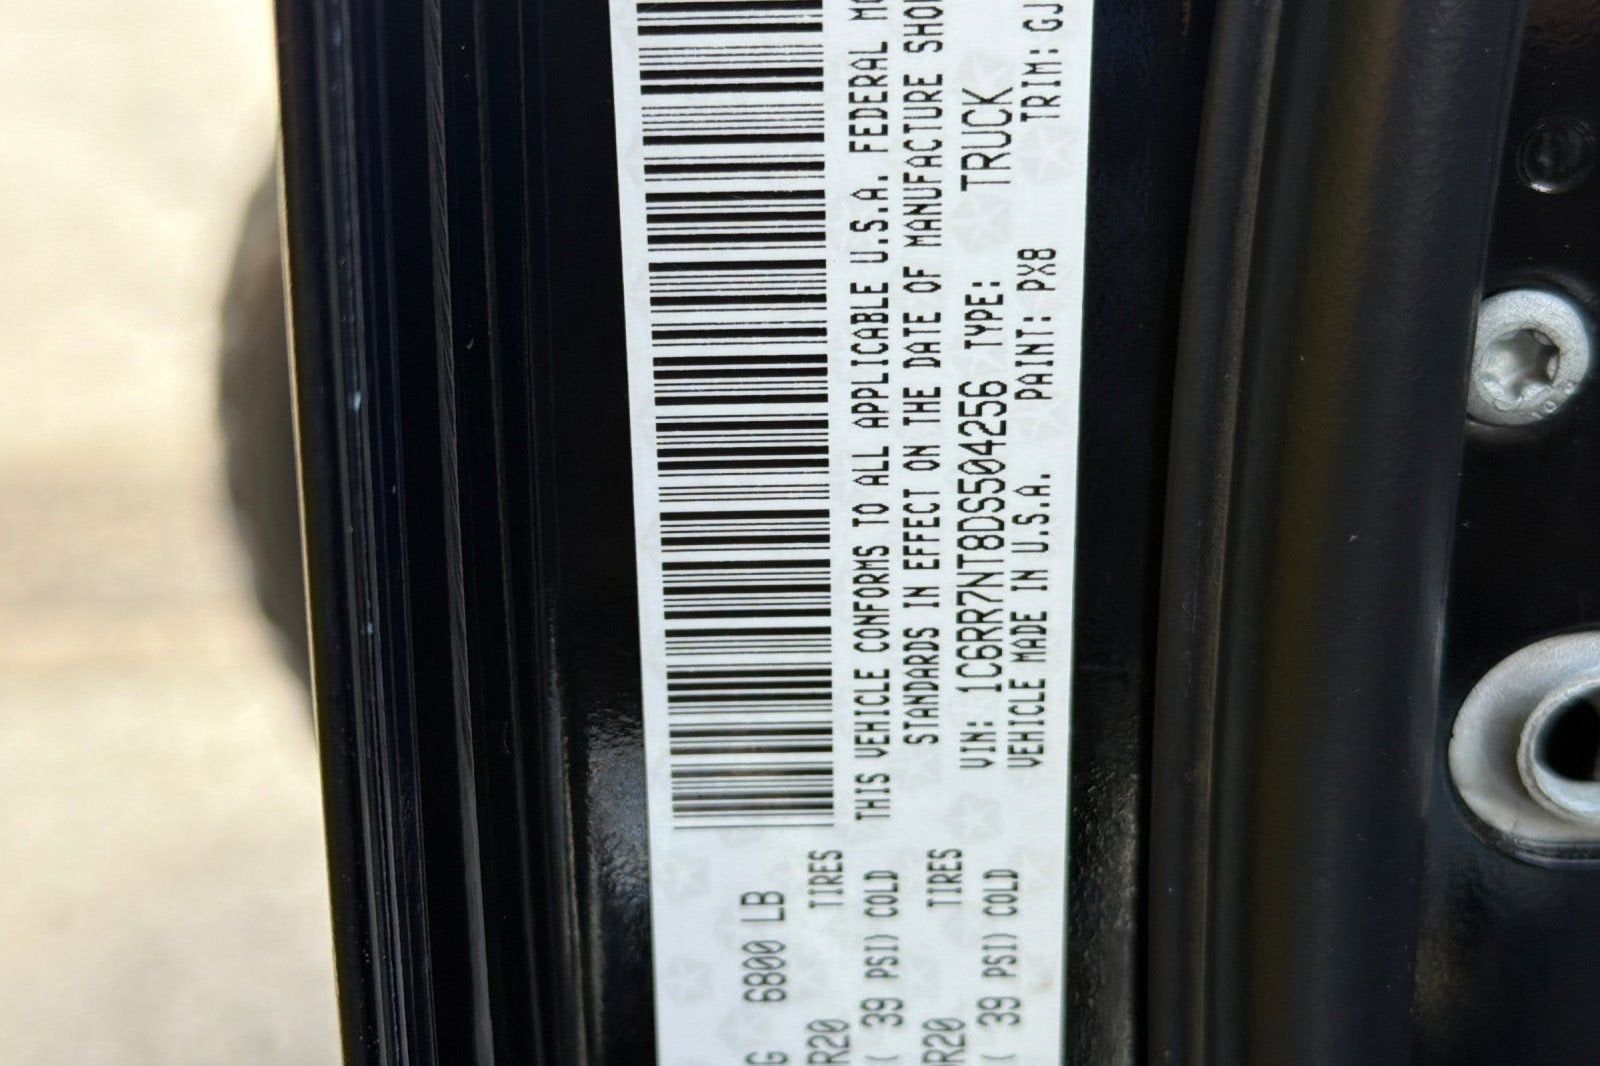 G 6800 LB
R20 TIRES
( 39 PSI) COLD
R20 TIRES
( 39 PSI) COLD
THIS VEHICLE CONFORMS TO ALL APPLICABLE U.S.A. FEDERAL MO
STANDARDS IN EFFECT ON THE DATE OF MANUFACTURE SHO
VIN: 1C6RR7NT8DS504256 TYPE: TRUCK
VEHICLE MADE IN U.S.A. PAINT: PX8 TRIM: GJ